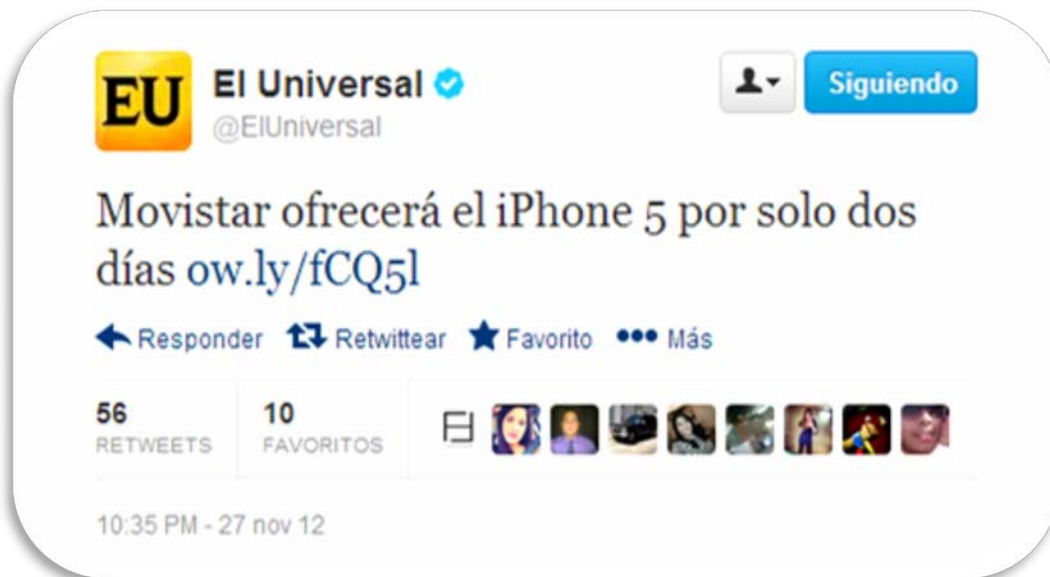 EU
El Universal
@ElUniversal
Siguiendo
Movistar ofrecerá el iPhone 5 por solo dos
días ow.ly/fCQ5l
Responder Retwittear Favorito Más
56 10
RETWEETS FAVORITOS
10:35 PM - 27 nov 12